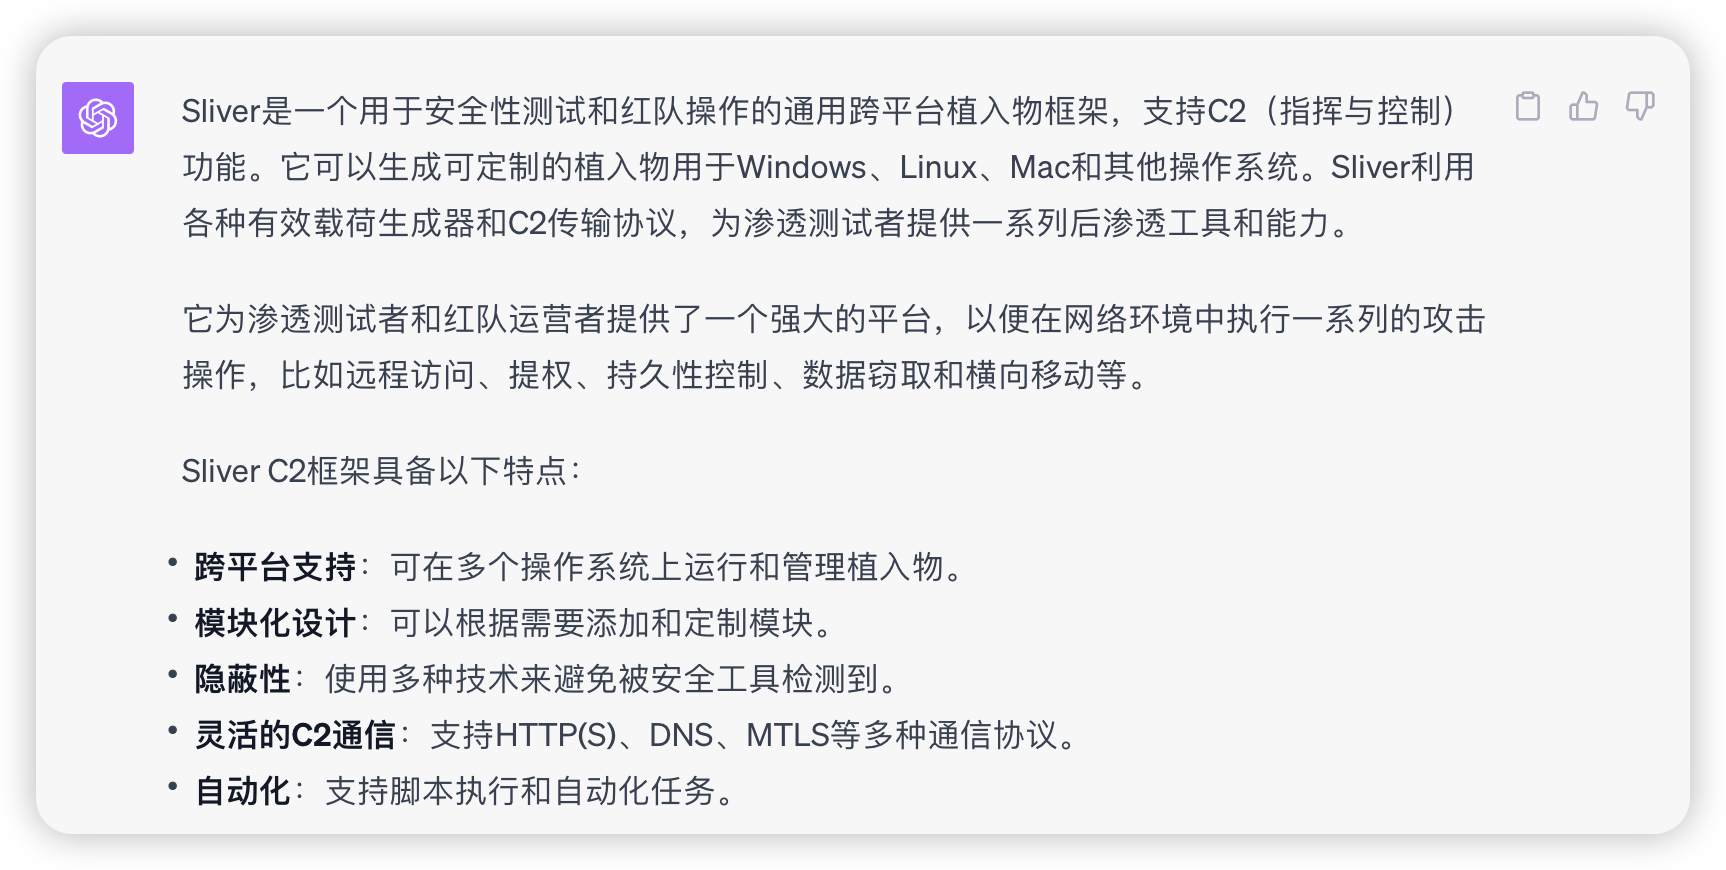 Sliver是一个用于安全性测试和红队操作的通用跨平台植入物框架，支持C2（指挥与控制）
功能。它可以生成可定制的植入物用于Windows、Linux、Mac和其他操作系统。Sliver利用
各种有效载荷生成器和C2传输协议，为渗透测试者提供一系列后渗透工具和能力。
它为渗透测试者和红队运营者提供了一个强大的平台，以便在网络环境中执行一系列的攻击
操作，比如远程访问、提权、持久性控制、数据窃取和横向移动等。
Sliver C2框架具备以下特点：
• 跨平台支持：可在多个操作系统上运行和管理植入物。
• 模块化设计：可以根据需要添加和定制模块。
• 隐蔽性：使用多种技术来避免被安全工具检测到。
• 灵活的C2通信：支持HTTP(S)、DNS、MTLS等多种通信协议。
• 自动化：支持脚本执行和自动化任务。